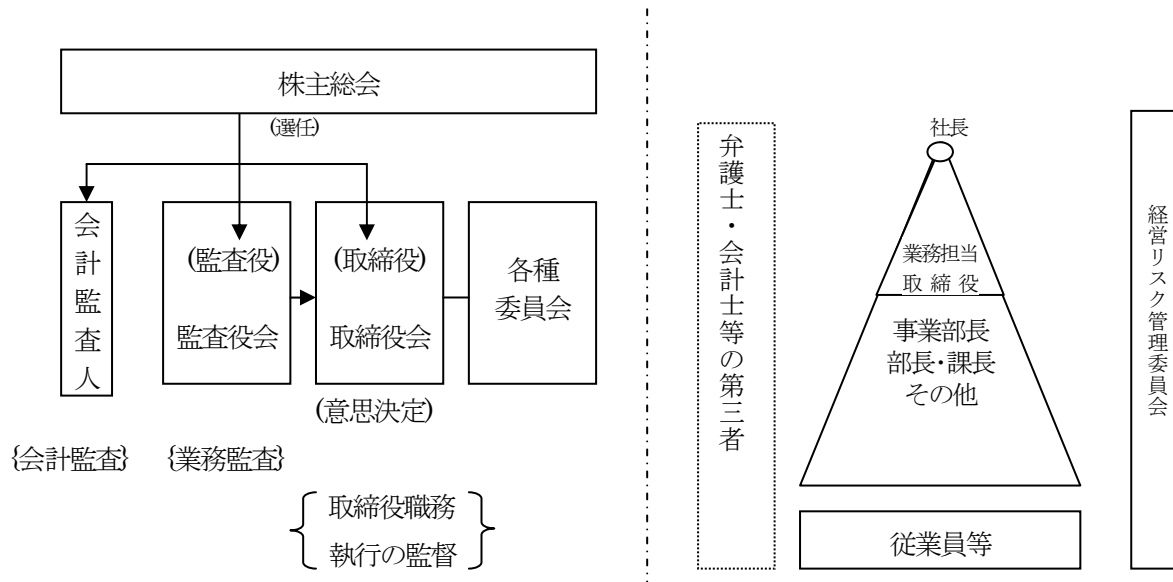 株主総会
(選任)
会計監査人
(監査役)
監査役会
(取締役)
取締役会
各種
委員会
(意思決定)
{会計監査}
{業務監査}
取締役職務
執行の監督
弁護士・会計士等の第三者
社長
業務担当
取締役
事業部長
部長・課長
その他
従業員等
経営リスク管理委員会